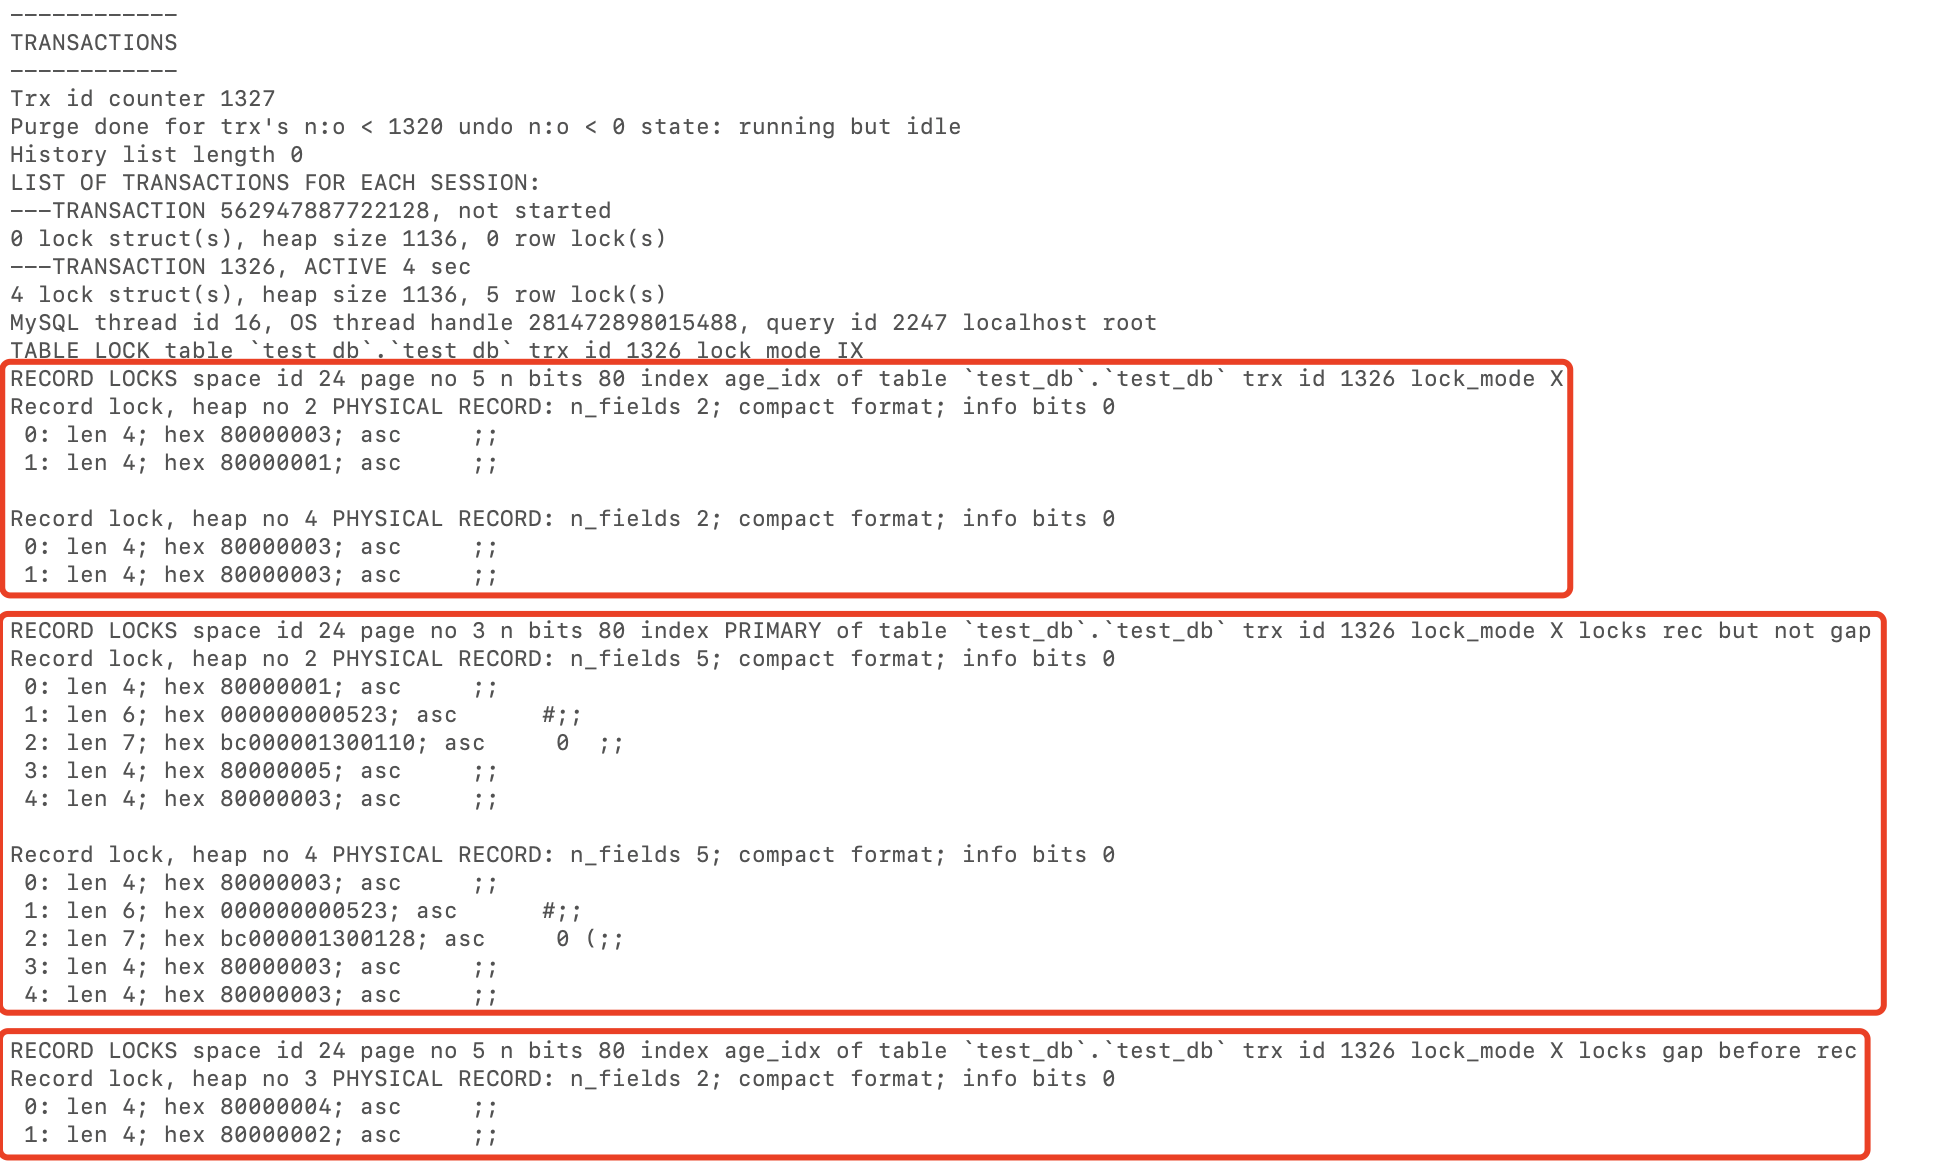 ------------
TRANSACTIONS
------------
Trx id counter 1327
Purge done for trx's n:o < 1320 undo n:o < 0 state: running but idle
History list length 0
LIST OF TRANSACTIONS FOR EACH SESSION:
---TRANSACTION 562947887722128, not started
0 lock struct(s), heap size 1136, 0 row lock(s)
---TRANSACTION 1326, ACTIVE 4 sec
4 lock struct(s), heap size 1136, 5 row lock(s)
MySQL thread id 16, OS thread handle 281472898015488, query id 2247 localhost root
TABLE LOCK table `test_db`.`test_db` trx id 1326 lock mode IX
RECORD LOCKS space id 24 page no 5 n bits 80 index age_idx of table `test_db`.`test_db` trx id 1326 lock_mode X
Record lock, heap no 2 PHYSICAL RECORD: n_fields 2; compact format; info bits 0
 0: len 4; hex 80000003; asc     ;;
 1: len 4; hex 80000001; asc     ;;

Record lock, heap no 4 PHYSICAL RECORD: n_fields 2; compact format; info bits 0
 0: len 4; hex 80000003; asc     ;;
 1: len 4; hex 80000003; asc     ;;

RECORD LOCKS space id 24 page no 3 n bits 80 index PRIMARY of table `test_db`.`test_db` trx id 1326 lock_mode X locks rec but not gap
Record lock, heap no 2 PHYSICAL RECORD: n_fields 5; compact format; info bits 0
 0: len 4; hex 80000001; asc     ;;
 1: len 6; hex 000000000523; asc      #;;
 2: len 7; hex bc000001300110; asc     0  ;;
 3: len 4; hex 80000005; asc     ;;
 4: len 4; hex 80000003; asc     ;;

Record lock, heap no 4 PHYSICAL RECORD: n_fields 5; compact format; info bits 0
 0: len 4; hex 80000003; asc     ;;
 1: len 6; hex 000000000523; asc      #;;
 2: len 7; hex bc000001300128; asc     0 (;;
 3: len 4; hex 80000003; asc     ;;
 4: len 4; hex 80000003; asc     ;;

RECORD LOCKS space id 24 page no 5 n bits 80 index age_idx of table `test_db`.`test_db` trx id 1326 lock_mode X locks gap before rec
Record lock, heap no 3 PHYSICAL RECORD: n_fields 2; compact format; info bits 0
 0: len 4; hex 80000004; asc     ;;
 1: len 4; hex 80000002; asc     ;;